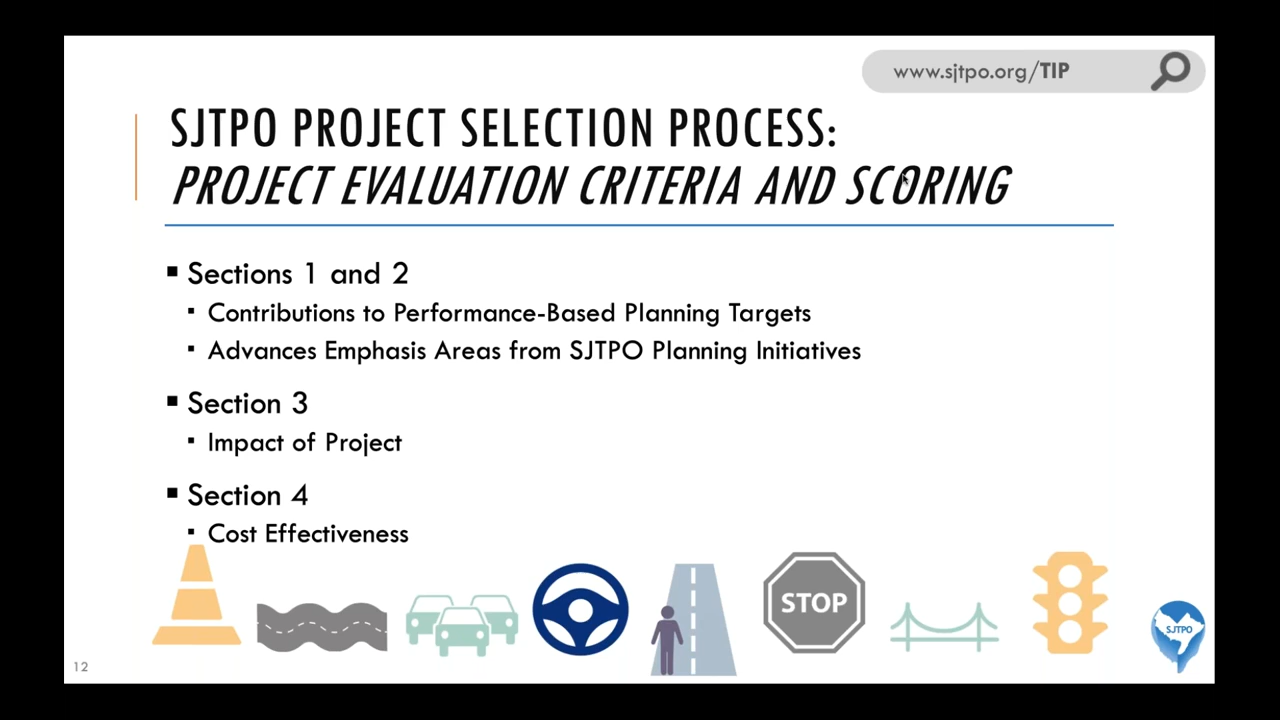 www.sjtpo.org/TIP
SJTPO PROJECT SELECTION PROCESS:
PROJECT EVALUATION CRITERIA AND SCORING
▪ Sections 1 and 2
▪ Contributions to Performance-Based Planning Targets
▪ Advances Emphasis Areas from SJTPO Planning Initiatives
▪ Section 3
▪ Impact of Project
▪ Section 4
▪ Cost Effectiveness
STOP
SJTPO
12